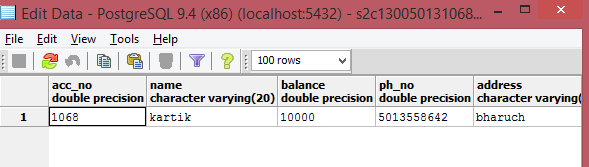 Edit Data - PostgreSQL 9.4 (x86) (localhost:5432) - s2c130050131068...
File Edit View Tools Help
100 rows
acc_no name balance ph_no address
double precision character varying(20) double precision double precision character varying(
1 1068 kartik 10000 5013558642 bharuch